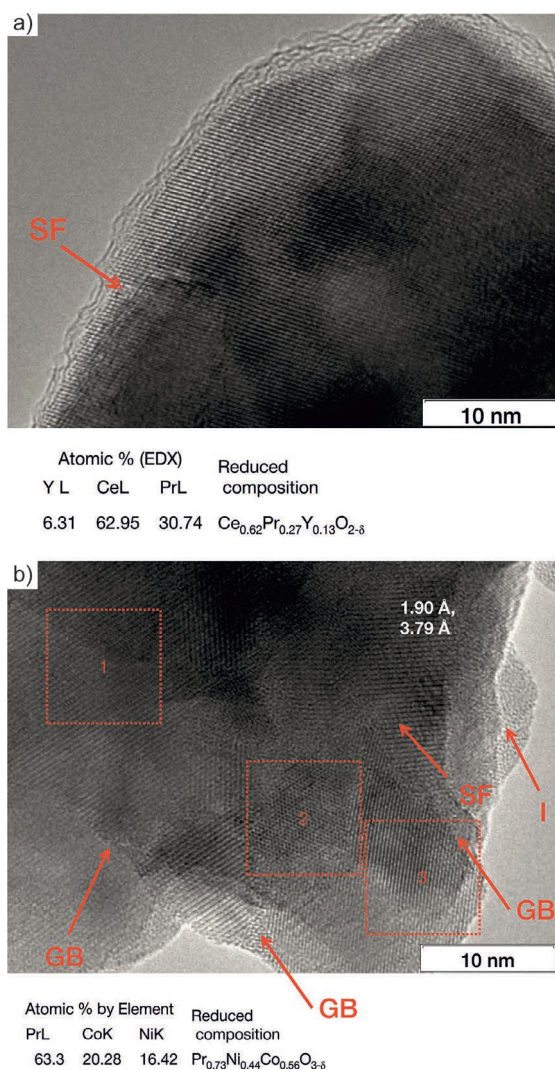 a)
SF
10 nm
Atomic % (EDX)
Reduced
composition
Y L CeL PrL
6.31 62.95 30.74 Ce0.62Pr0.27Y0.13O2-δ
b)
1.90 Å,
3.79 Å
1
SF
I
2
3
GB
GB
GB
10 nm
Atomic % by Element
Reduced
composition
PrL CoK NiK
63.3 20.28 16.42 Pr0.73Ni0.44Co0.56O3-δ